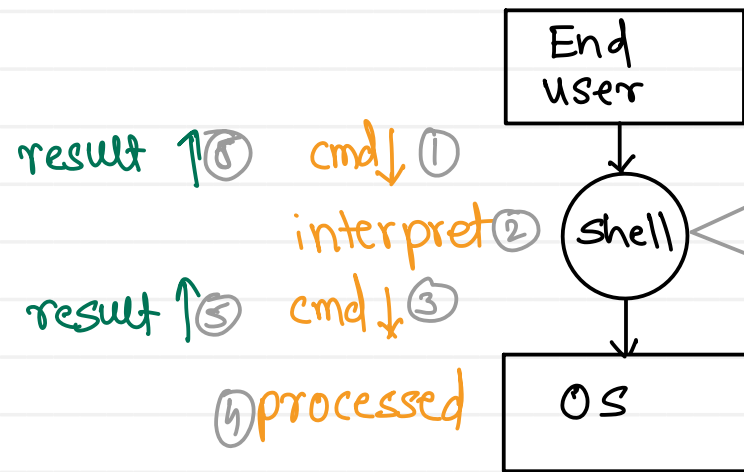 End
user
result ↑ ⑥ cmd ↓ ①
interpret ② shell
result ↑ ⑤ cmd ↓ ③
④ processed OS